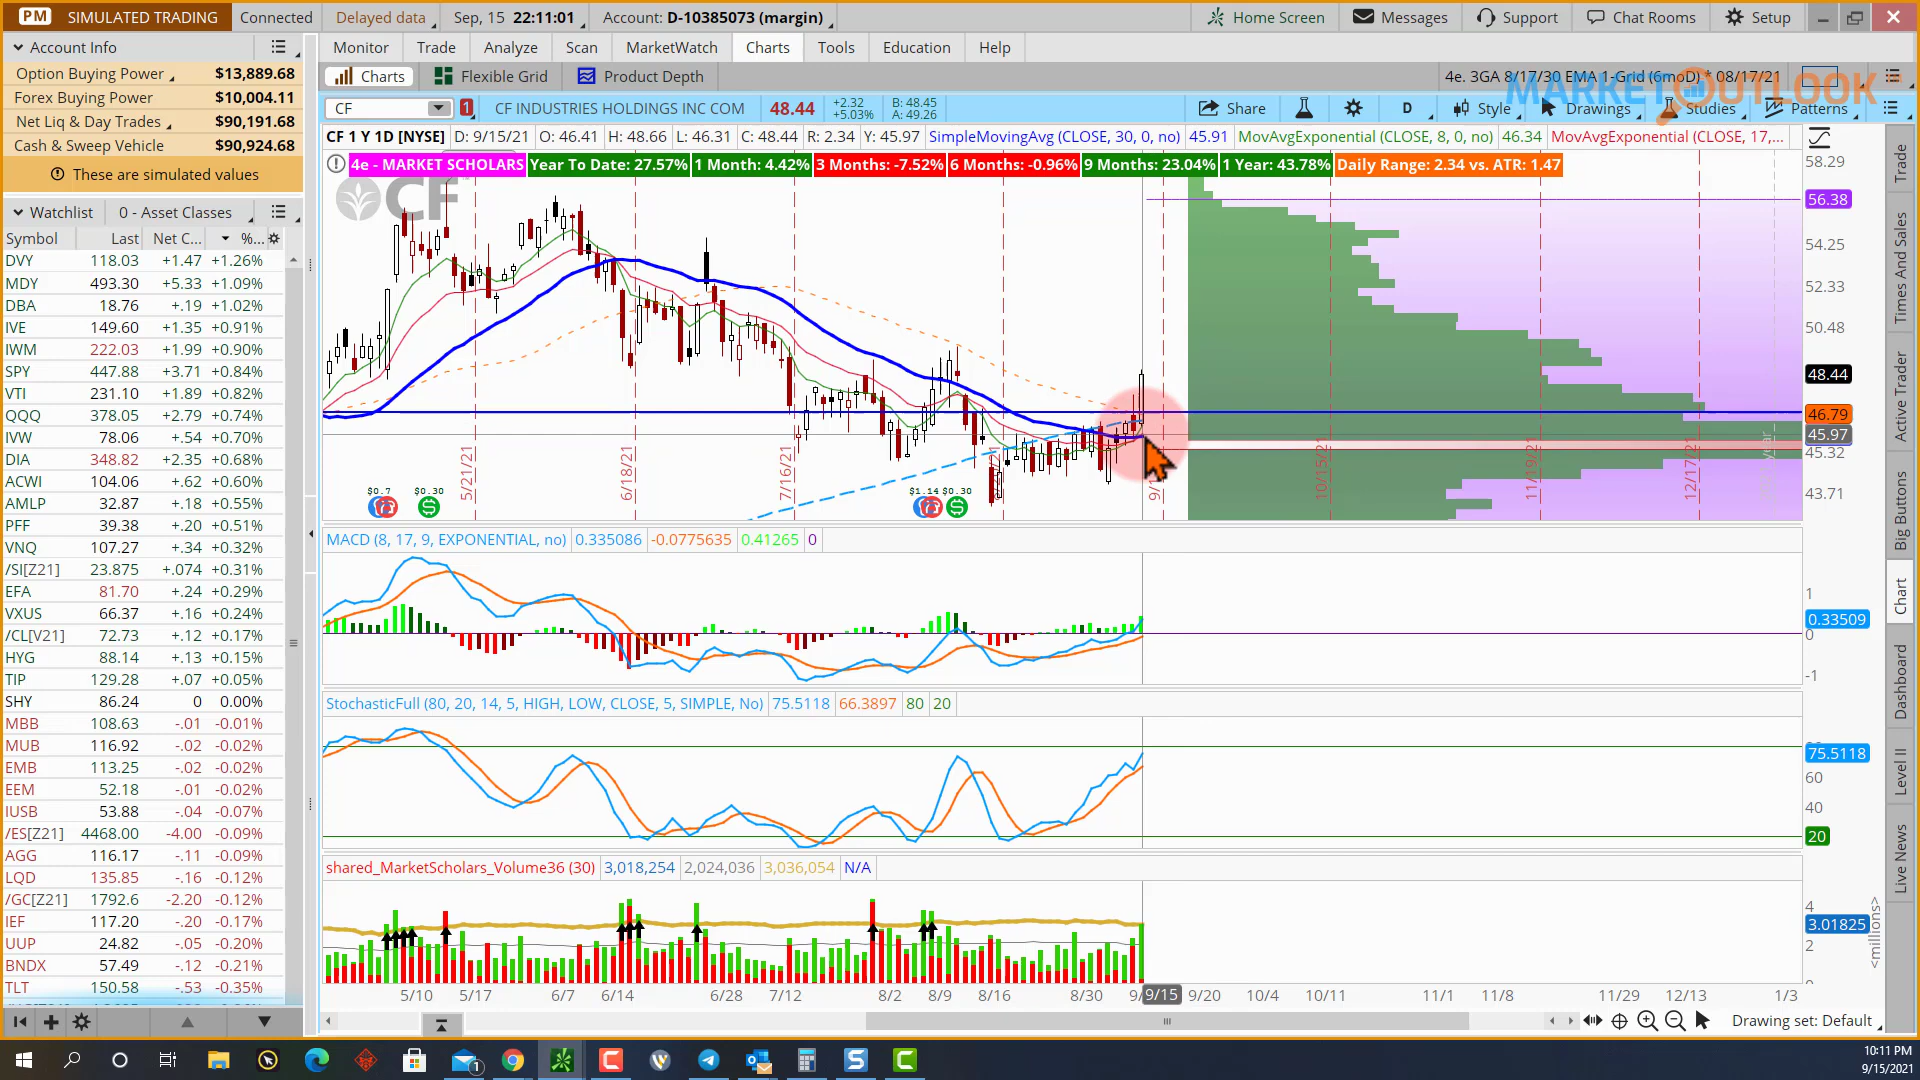 PM SIMULATED TRADING Connected Delayed data Sep, 15 22:11:01 Account: D-10385073 (margin) Home Screen Messages Support Chat Rooms Setup
Account Info
Option Buying Power $13,889.68
Forex Buying Power $10,004.11
Net Liq & Day Trades $90,191.68
Cash & Sweep Vehicle $90,924.68
These are simulated values
Watchlist 0 - Asset Classes
Symbol Last Net C... %...
DVY 118.03 +1.47 +1.26%
MDY 493.30 +5.33 +1.09%
DBA 18.76 +.19 +1.02%
IVE 149.60 +1.35 +0.91%
IWM 222.03 +1.99 +0.90%
SPY 447.88 +3.71 +0.84%
VTI 231.10 +1.89 +0.82%
QQQ 378.05 +2.79 +0.74%
IVW 78.06 +.54 +0.70%
DIA 348.82 +2.35 +0.68%
ACWI 104.06 +.62 +0.60%
AMLP 32.87 +.18 +0.55%
PFF 39.38 +.20 +0.51%
VNQ 107.27 +.34 +0.32%
/SI[Z21] 23.875 +.074 +0.31%
EFA 81.70 +.24 +0.29%
VXUS 66.37 +.16 +0.24%
/CL[V21] 72.73 +.12 +0.17%
HYG 88.14 +.13 +0.15%
TIP 129.28 +.07 +0.05%
SHY 86.24 0 0.00%
MBB 108.63 -.01 -0.01%
MUB 116.92 -.02 -0.02%
EMB 113.25 -.02 -0.02%
EEM 52.18 -.01 -0.02%
IUSB 53.88 -.04 -0.07%
/ES[Z21] 4468.00 -4.00 -0.09%
AGG 116.17 -.11 -0.09%
LQD 135.85 -.16 -0.12%
/GC[Z21] 1792.6 -2.20 -0.12%
IEF 117.20 -.20 -0.17%
UUP 24.82 -.05 -0.20%
BNDX 57.49 -.12 -0.21%
TLT 150.58 -.53 -0.35%
Monitor Trade Analyze Scan MarketWatch Charts Tools Education Help
Charts Flexible Grid Product Depth 4e. 3GA 8/17/30 EMA 1-Grid (6moD) * 08/17/21
MARKETOUTLOOK
CF 1 CF INDUSTRIES HOLDINGS INC COM 48.44 +2.32 +5.03% B: 48.45 A: 49.26 Share D Style Drawings Studies Patterns
CF 1 Y 1D [NYSE] D: 9/15/21 O: 46.41 H: 48.66 L: 46.31 C: 48.44 R: 2.34 Y: 45.97 SimpleMovingAvg (CLOSE, 30, 0, no) 45.91 MovAvgExponential (CLOSE, 8, 0, no) 46.34 MovAvgExponential (CLOSE, 17,...
4e - MARKET SCHOLARS Year To Date: 27.57% 1 Month: 4.42% 3 Months: -7.52% 6 Months: -0.96% 9 Months: 23.04% 1 Year: 43.78% Daily Range: 2.34 vs. ATR: 1.47
CF
58.29
56.38
54.25
52.33
50.48
48.44
46.79
45.97
45.32
43.71
5/21/21 6/18/21 7/16/21 10/15/21 11/19/21 12/17/21
$0.7 $0.30 $1.14 $0.30
MACD (8, 17, 9, EXPONENTIAL, no) 0.335086 -0.0775635 0.41265 0
1
0.33509
0
-1
StochasticFull (80, 20, 14, 5, HIGH, LOW, CLOSE, 5, SIMPLE, No) 75.5118 66.3897 80 20
75.5118
60
40
20
shared_MarketScholars_Volume36 (30) 3,018,254 2,024,036 3,036,054 N/A
4
3.01825
2
<millions>
5/10 5/17 6/7 6/14 6/28 7/12 8/2 8/9 8/16 8/30 9/15 9/20 10/4 10/11 11/1 11/8 11/29 12/13 1/3
Drawing set: Default
Trade
Times And Sales
Active Trader
Big Buttons
Chart
Dashboard
Level II
Live News
10:11 PM
9/15/2021